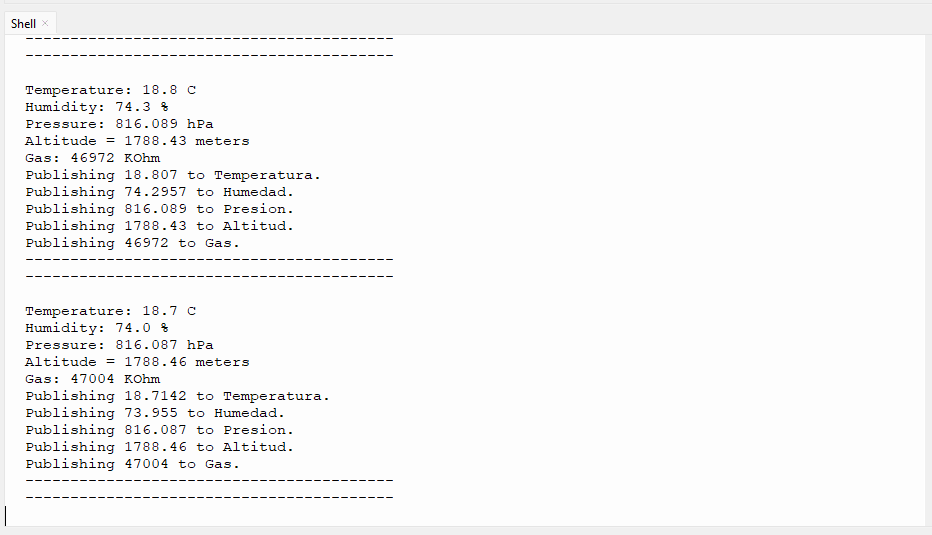 Shell ×
-----------------------------------------
-----------------------------------------
Temperature: 18.8 C
Humidity: 74.3 %
Pressure: 816.089 hPa
Altitude = 1788.43 meters
Gas: 46972 KOhm
Publishing 18.807 to Temperatura.
Publishing 74.2957 to Humedad.
Publishing 816.089 to Presion.
Publishing 1788.43 to Altitud.
Publishing 46972 to Gas.
-----------------------------------------
-----------------------------------------
Temperature: 18.7 C
Humidity: 74.0 %
Pressure: 816.087 hPa
Altitude = 1788.46 meters
Gas: 47004 KOhm
Publishing 18.7142 to Temperatura.
Publishing 73.955 to Humedad.
Publishing 816.087 to Presion.
Publishing 1788.46 to Altitud.
Publishing 47004 to Gas.
-----------------------------------------
-----------------------------------------